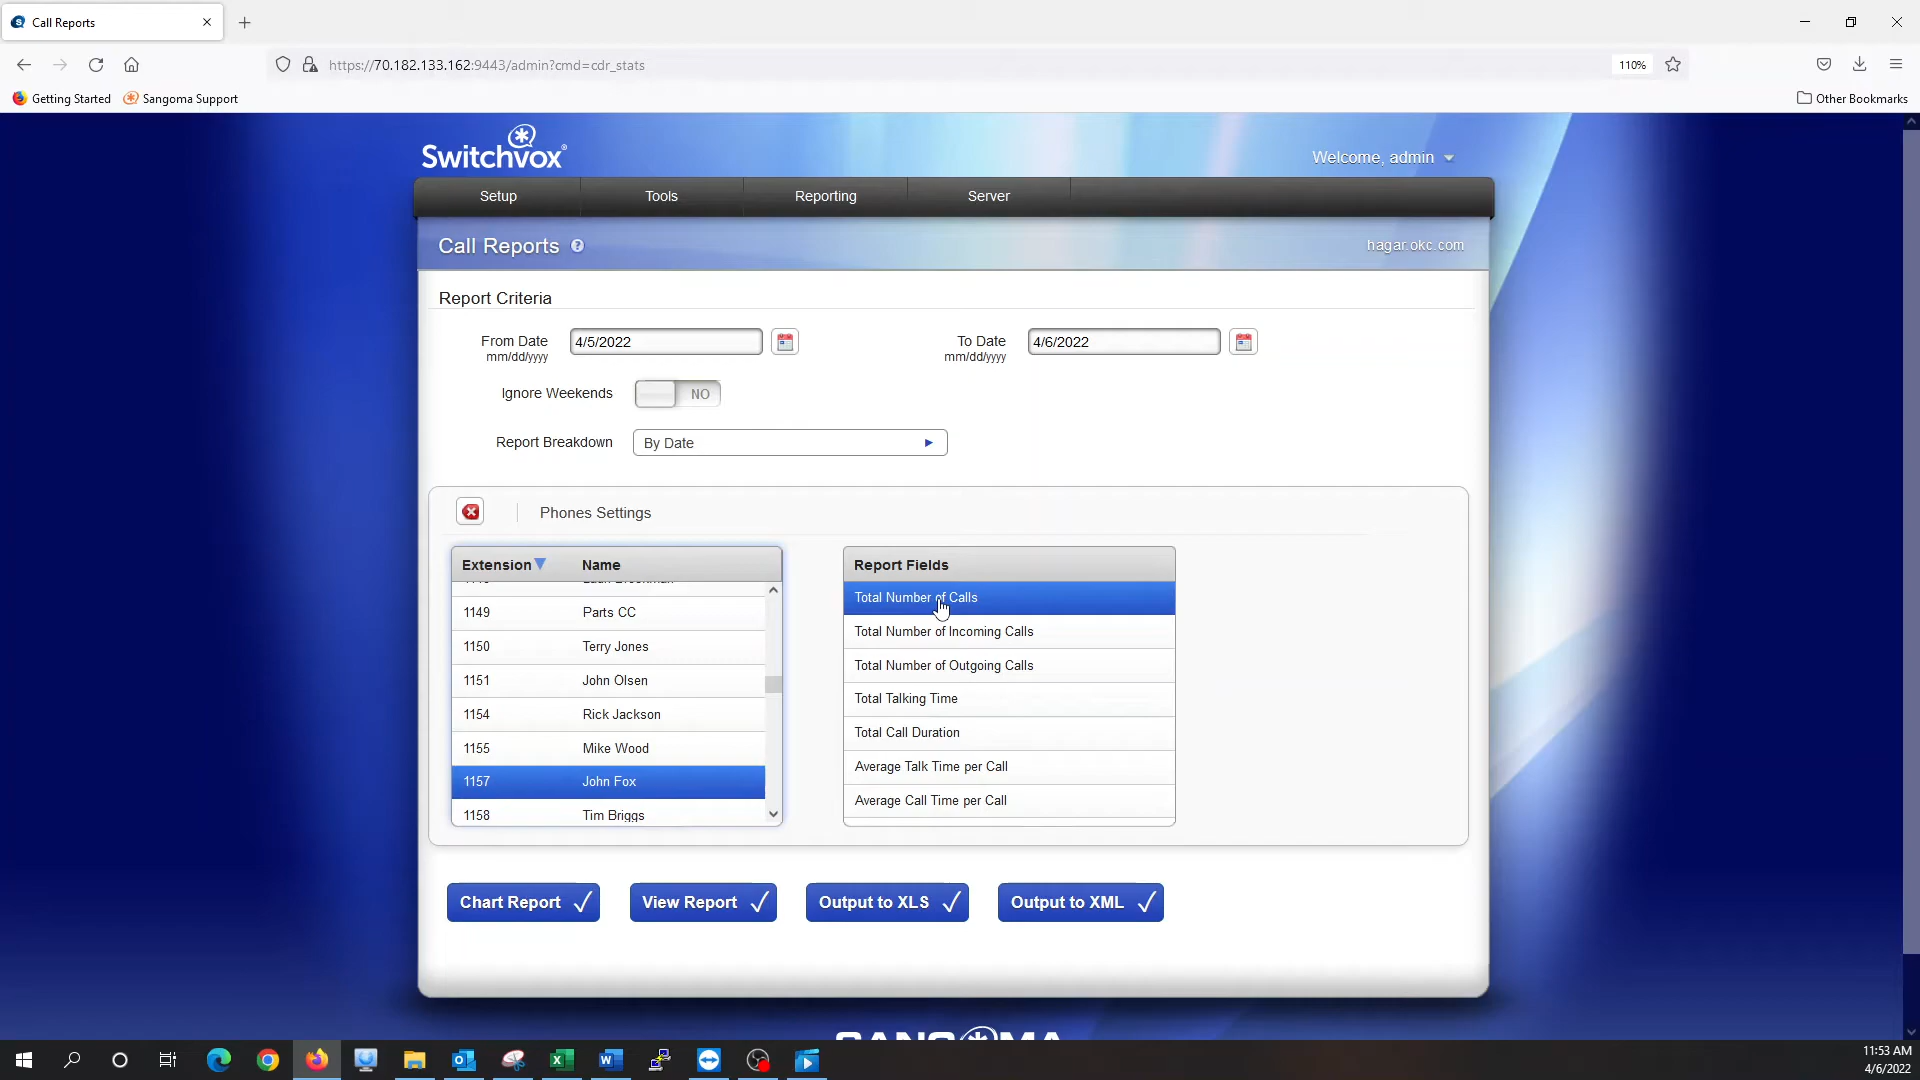 Call Reports
https://70.182.133.162:9443/admin?cmd=cdr_stats
110%
Getting Started
Sangoma Support
Other Bookmarks
Switchvox
Welcome, admin
Setup
Tools
Reporting
Server
Call Reports
hagar.okc.com
Report Criteria
From Date
mm/dd/yyyy
4/5/2022
To Date
mm/dd/yyyy
4/6/2022
Ignore Weekends
NO
Report Breakdown
By Date
Phones Settings
Extension Name
1149 Parts CC
1150 Terry Jones
1151 John Olsen
1154 Rick Jackson
1155 Mike Wood
1157 John Fox
1158 Tim Briggs
Report Fields
Total Number of Calls
Total Number of Incoming Calls
Total Number of Outgoing Calls
Total Talking Time
Total Call Duration
Average Talk Time per Call
Average Call Time per Call
Chart Report
View Report
Output to XLS
Output to XML
SANGOMA
11:53 AM
4/6/2022